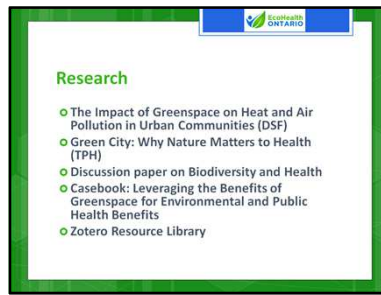 EcoHealth
ONTARIO
Research
The Impact of Greenspace on Heat and Air
Pollution in Urban Communities (DSF)
Green City: Why Nature Matters to Health
(TPH)
Discussion paper on Biodiversity and Health
Casebook: Leveraging the Benefits of
Greenspace for Environmental and Public
Health Benefits
Zotero Resource Library